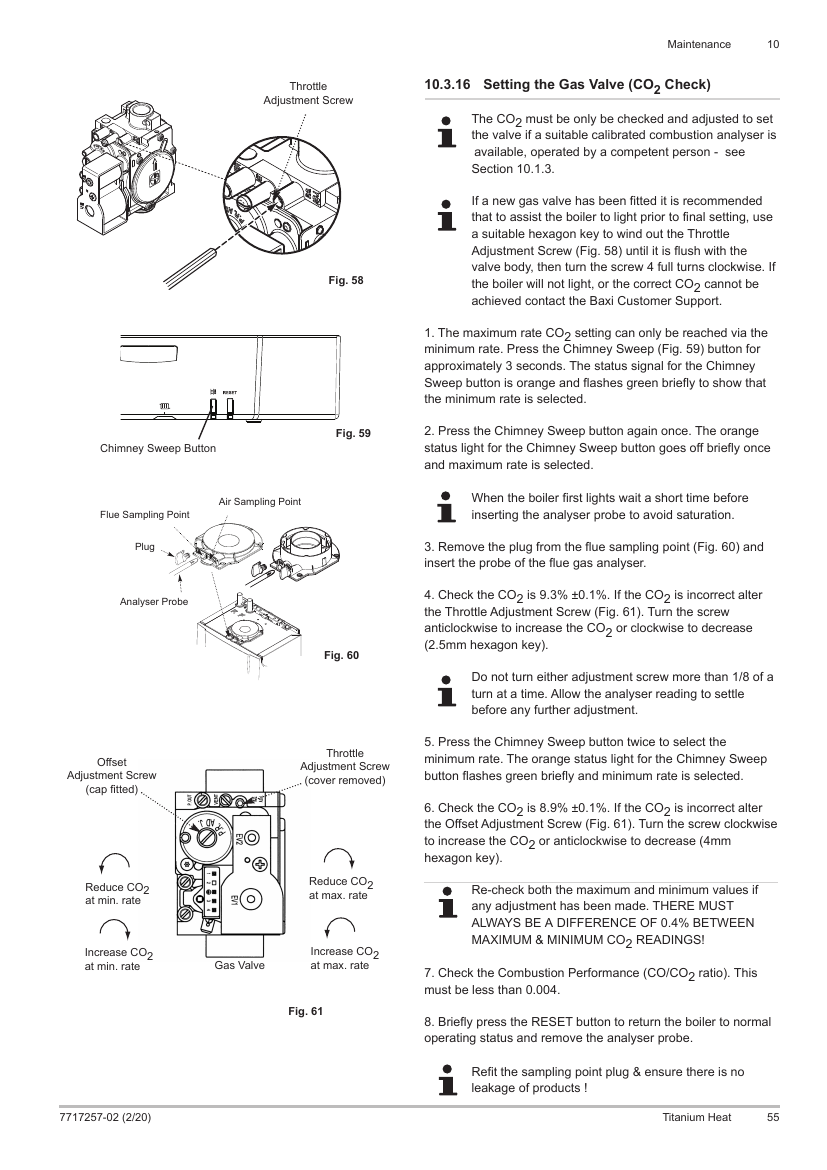 Maintenance 10
Throttle
Adjustment Screw
Fig. 58
RESET
Fig. 59
Chimney Sweep Button
Air Sampling Point
Flue Sampling Point
Plug
Analyser Probe
Fig. 60
Throttle
Adjustment Screw
(cover removed)
Offset
Adjustment Screw
(cap fitted)
P.R. ADJ.
EV2
EV1
Reduce CO2
at min. rate
Reduce CO2
at max. rate
Increase CO2
at min. rate
Increase CO2
at max. rate
Gas Valve
Fig. 61
10.3.16 Setting the Gas Valve (CO2 Check)
The CO2 must be only be checked and adjusted to set
the valve if a suitable calibrated combustion analyser is
available, operated by a competent person - see
Section 10.1.3.
If a new gas valve has been fitted it is recommended
that to assist the boiler to light prior to final setting, use
a suitable hexagon key to wind out the Throttle
Adjustment Screw (Fig. 58) until it is flush with the
valve body, then turn the screw 4 full turns clockwise. If
the boiler will not light, or the correct CO2 cannot be
achieved contact the Baxi Customer Support.
1. The maximum rate CO2 setting can only be reached via the
minimum rate. Press the Chimney Sweep (Fig. 59) button for
approximately 3 seconds. The status signal for the Chimney
Sweep button is orange and flashes green briefly to show that
the minimum rate is selected.
2. Press the Chimney Sweep button again once. The orange
status light for the Chimney Sweep button goes off briefly once
and maximum rate is selected.
When the boiler first lights wait a short time before
inserting the analyser probe to avoid saturation.
3. Remove the plug from the flue sampling point (Fig. 60) and
insert the probe of the flue gas analyser.
4. Check the CO2 is 9.3% ±0.1%. If the CO2 is incorrect alter
the Throttle Adjustment Screw (Fig. 61). Turn the screw
anticlockwise to increase the CO2 or clockwise to decrease
(2.5mm hexagon key).
Do not turn either adjustment screw more than 1/8 of a
turn at a time. Allow the analyser reading to settle
before any further adjustment.
5. Press the Chimney Sweep button twice to select the
minimum rate. The orange status light for the Chimney Sweep
button flashes green briefly and minimum rate is selected.
6. Check the CO2 is 8.9% ±0.1%. If the CO2 is incorrect alter
the Offset Adjustment Screw (Fig. 61). Turn the screw clockwise
to increase the CO2 or anticlockwise to decrease (4mm
hexagon key).
Re-check both the maximum and minimum values if
any adjustment has been made. THERE MUST
ALWAYS BE A DIFFERENCE OF 0.4% BETWEEN
MAXIMUM & MINIMUM CO2 READINGS!
7. Check the Combustion Performance (CO/CO2 ratio). This
must be less than 0.004.
8. Briefly press the RESET button to return the boiler to normal
operating status and remove the analyser probe.
Refit the sampling point plug & ensure there is no
leakage of products !
7717257-02 (2/20) Titanium Heat 55